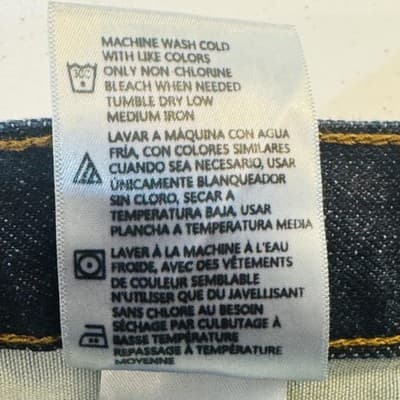 MACHINE WASH COLD
WITH LIKE COLORS
ONLY NON-CHLORINE
BLEACH WHEN NEEDED
TUMBLE DRY LOW
MEDIUM IRON
LAVAR A MÁQUINA CON AGUA
FRÍA, CON COLORES SIMILARES
CUANDO SEA NECESARIO, USAR
ÚNICAMENTE BLANQUEADOR
SIN CLORO, SECAR A
TEMPERATURA BAJA, USAR
PLANCHA A TEMPERATURA MEDIA
LAVER À LA MACHINE À L'EAU
FROIDE, AVEC DES VÊTEMENTS
DE COULEUR SEMBLABLE
N'UTILISER QUE DU JAVELLISANT
SANS CHLORE AU BESOIN
SÉCHAGE PAR CULBUTAGE À
BASSE TEMPÉRATURE
REPASSAGE À TEMPÉRATURE
MOYENNE